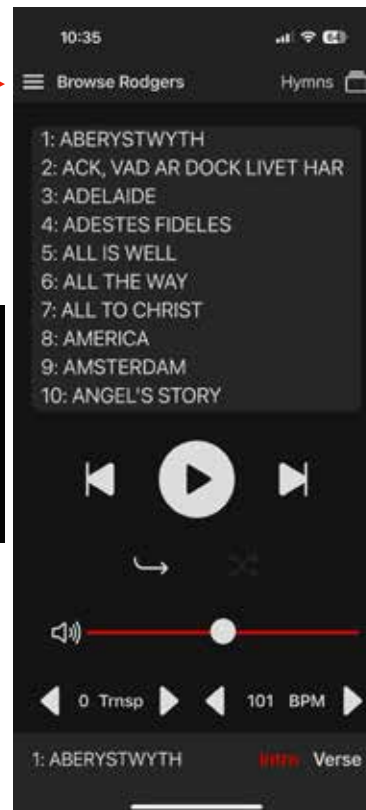 10:35 64
Browse Rodgers Hymns
1: ABERYSTWYTH
2: ACK, VAD AR DOCK LIVET HAR
3: ADELAIDE
4: ADESTES FIDELES
5: ALL IS WELL
6: ALL THE WAY
7: ALL TO CHRIST
8: AMERICA
9: AMSTERDAM
10: ANGEL'S STORY
0 Trnsp 101 BPM
1: ABERYSTWYTH Intro Verse